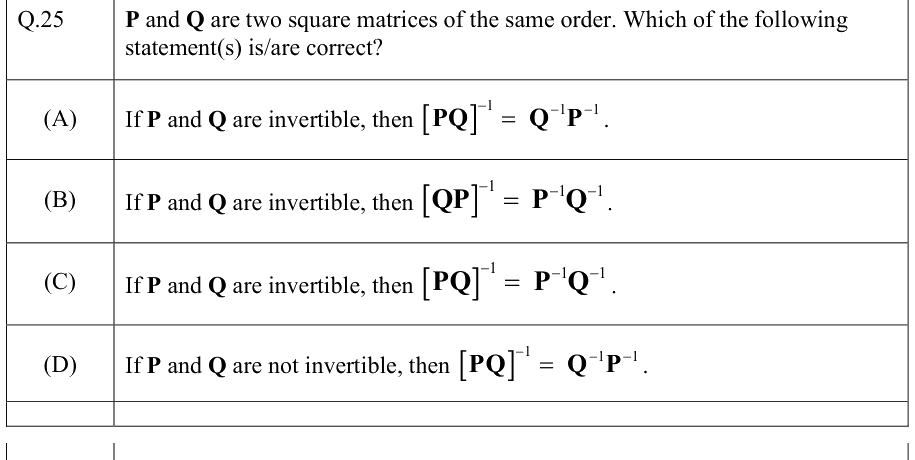 Q.25 P and Q are two square matrices of the same order. Which of the following
statement(s) is/are correct?
(A) If P and Q are invertible, then [PQ]⁻¹ = Q⁻¹P⁻¹.
(B) If P and Q are invertible, then [QP]⁻¹ = P⁻¹Q⁻¹.
(C) If P and Q are invertible, then [PQ]⁻¹ = P⁻¹Q⁻¹.
(D) If P and Q are not invertible, then [PQ]⁻¹ = Q⁻¹P⁻¹.